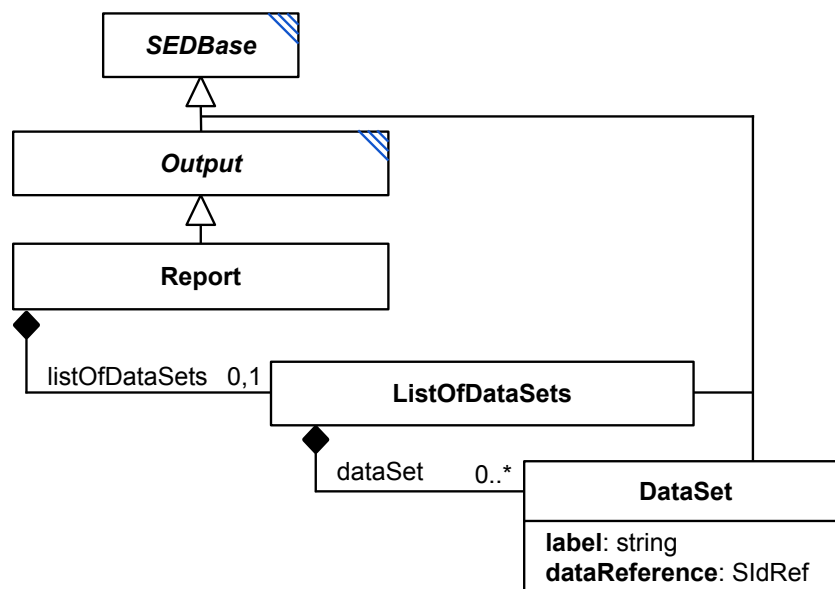 SEDBase
Output
Report
listOfDataSets 0,1
ListOfDataSets
dataSet 0..*
DataSet
label: string
dataReference: SIdRef